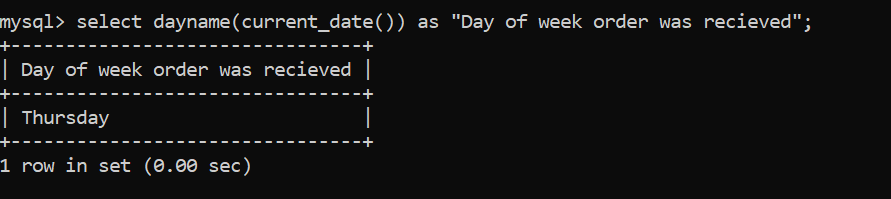 mysql> select dayname(current_date()) as "Day of week order was recieved";
+--------------------------------+
| Day of week order was recieved |
+--------------------------------+
| Thursday                       |
+--------------------------------+
1 row in set (0.00 sec)